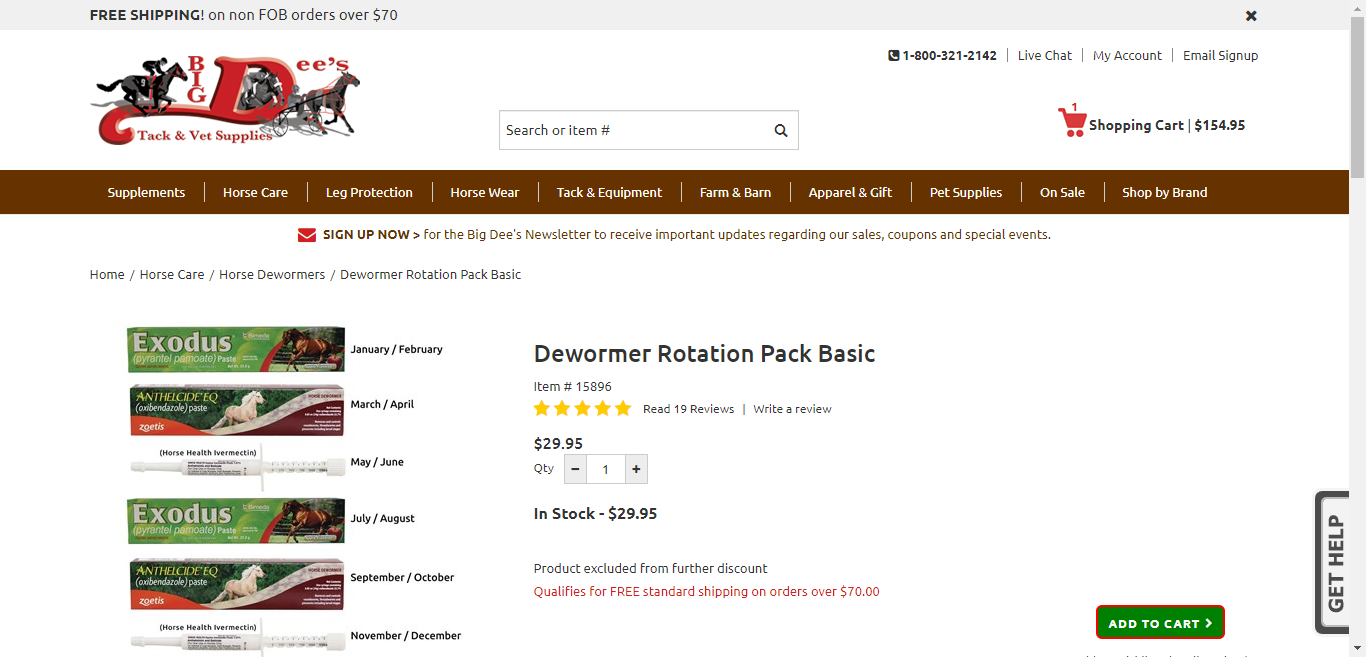 FREE SHIPPING! on non FOB orders over $70
1-800-321-2142 | Live Chat | My Account | Email Signup
BIG Dee's
Tack & Vet Supplies
Search or item #
1
Shopping Cart | $154.95
Supplements | Horse Care | Leg Protection | Horse Wear | Tack & Equipment | Farm & Barn | Apparel & Gift | Pet Supplies | On Sale | Shop by Brand
SIGN UP NOW > for the Big Dee's Newsletter to receive important updates regarding our sales, coupons and special events.
Home / Horse Care / Horse Dewormers / Dewormer Rotation Pack Basic
Exodus
(pyrantel pamoate) Paste
Bimeda
January / February
ANTHELCIDE EQ
(oxibendazole) paste
HORSE DEWORMER
zoetis
March / April
(Horse Health Ivermectin)
May / June
Exodus
(pyrantel pamoate) Paste
Bimeda
July / August
ANTHELCIDE EQ
(oxibendazole) paste
HORSE DEWORMER
zoetis
September / October
(Horse Health Ivermectin)
November / December
Dewormer Rotation Pack Basic
Item # 15896
Read 19 Reviews | Write a review
$29.95
Qty - 1 +
In Stock - $29.95
Product excluded from further discount
Qualifies for FREE standard shipping on orders over $70.00
ADD TO CART
GET HELP